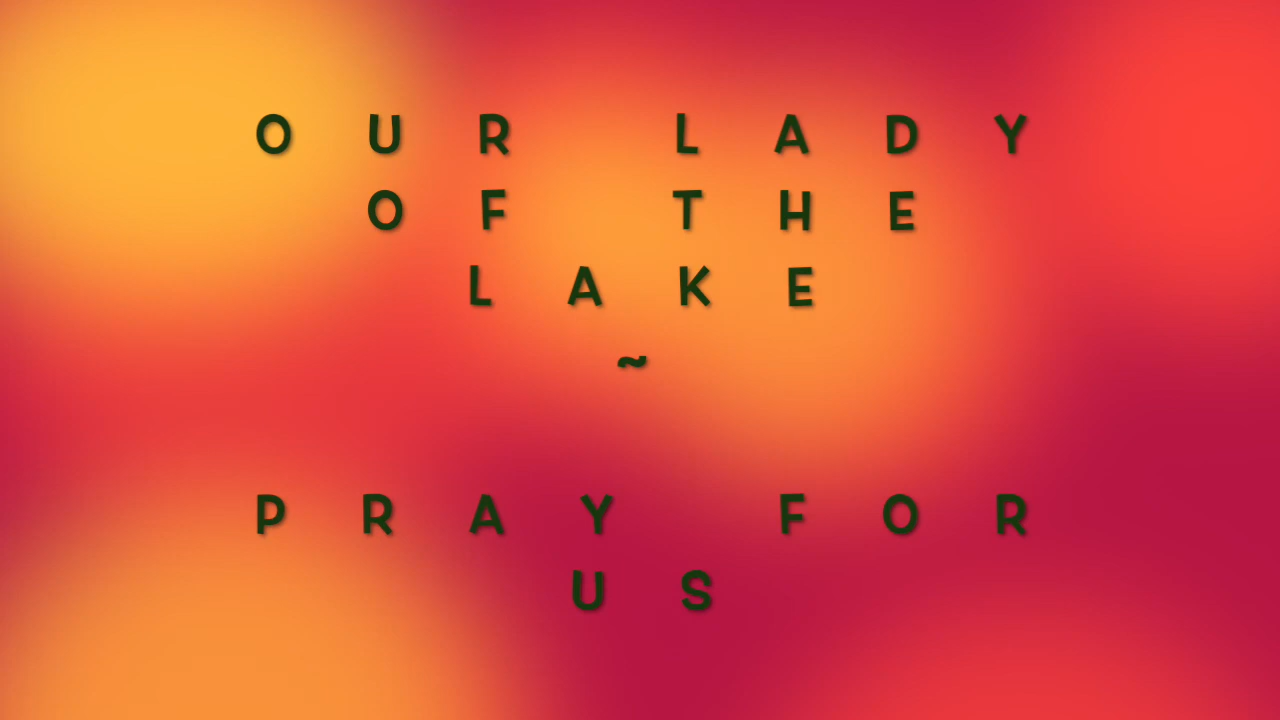 OUR LADY
OF THE
LAKE
~
PRAY FOR
US